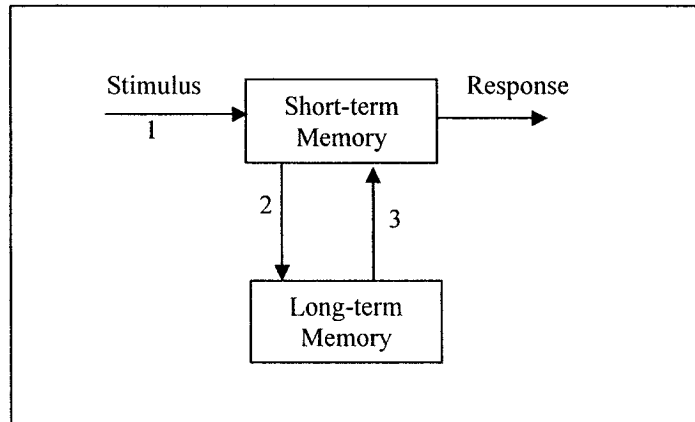 Stimulus
1
Short-term
Memory
Response
2
3
Long-term
Memory